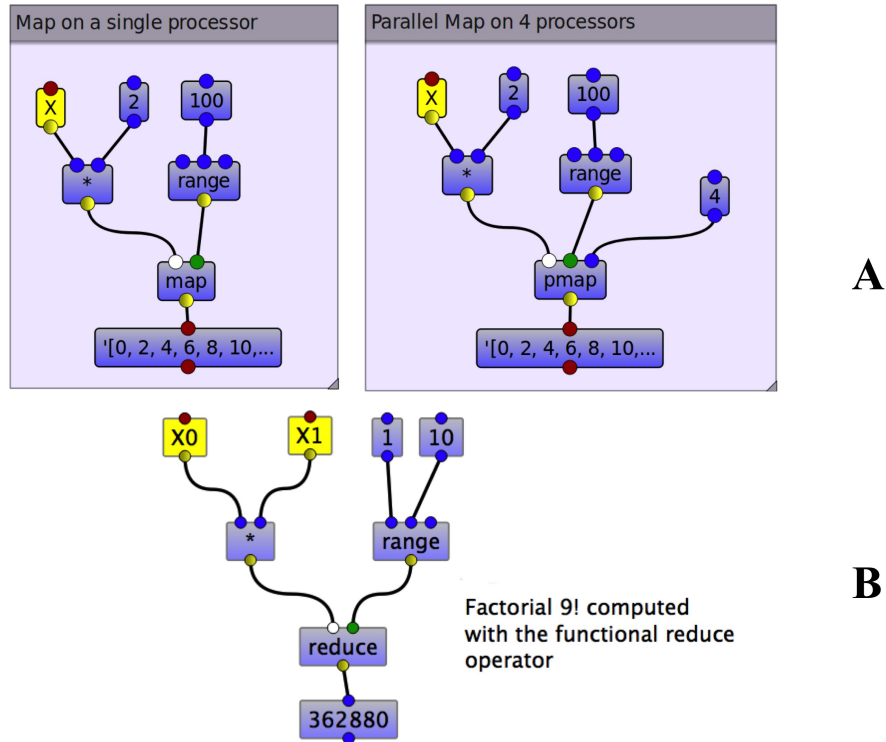 Map on a single processor
Parallel Map on 4 processors
X
2
100
*
range
map
'[0, 2, 4, 6, 8, 10,...
X
2
100
*
range
4
pmap
'[0, 2, 4, 6, 8, 10,...
A
X0
X1
1
10
*
range
reduce
362880
Factorial 9! computed
with the functional reduce
operator
B